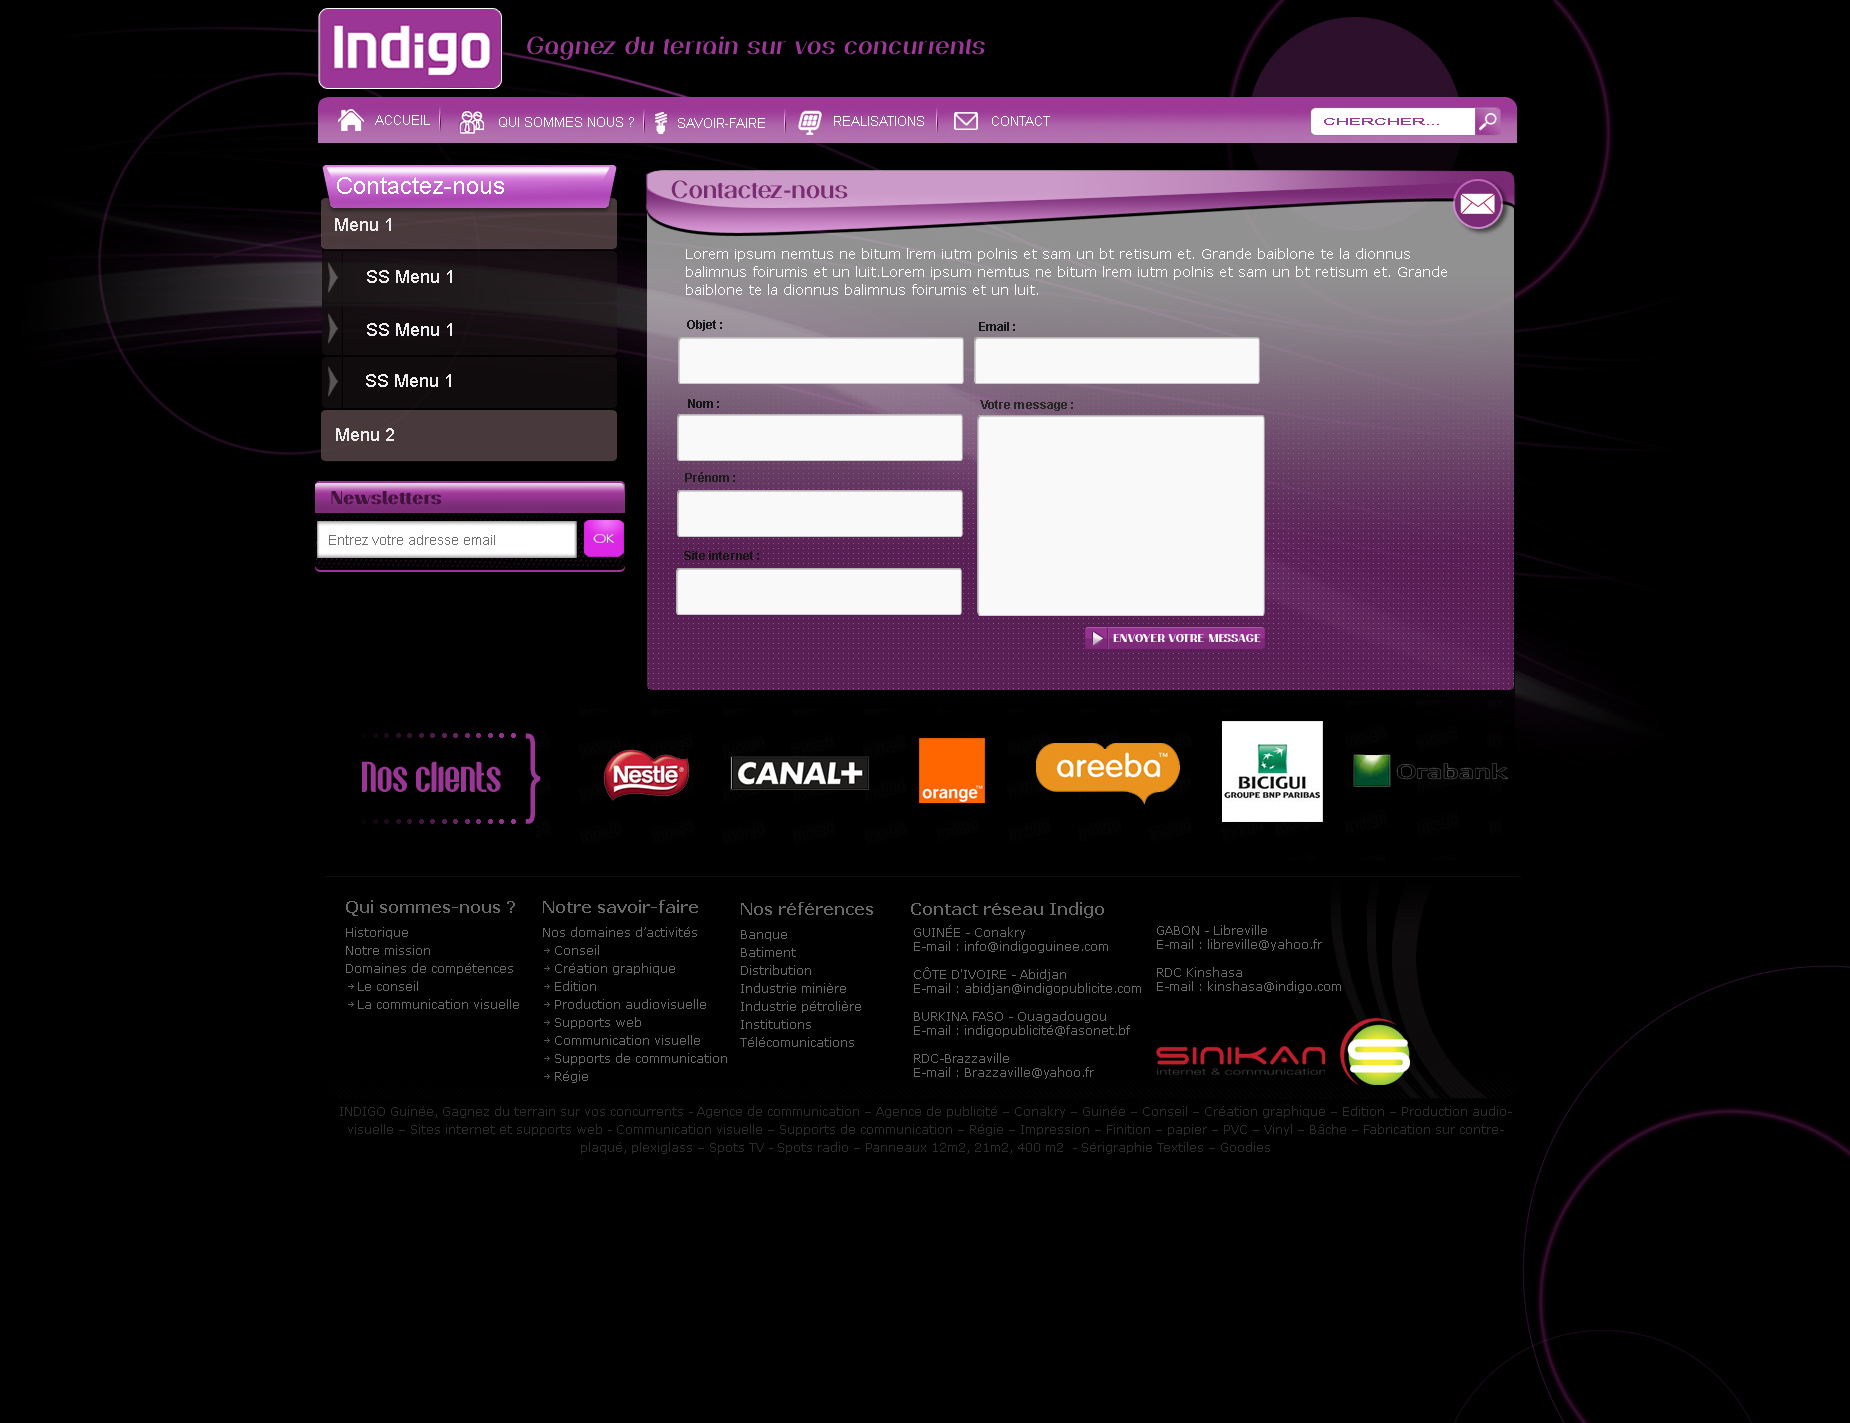 Indigo
Gagnez du terrain sur vos concurrents
ACCUEIL
QUI SOMMES NOUS ?
SAVOIR-FAIRE
REALISATIONS
CONTACT
CHERCHER...
Contactez-nous
Menu 1
SS Menu 1
SS Menu 1
SS Menu 1
Menu 2
Newsletters
Entrez votre adresse email
OK
Contactez-nous
Lorem ipsum nemtus ne bitum lrem iutm polnis et sam un bt retisum et. Grande baiblone te la dionnus
balimnus foirumis et un luit.Lorem ipsum nemtus ne bitum lrem iutm polnis et sam un bt retisum et. Grande
baiblone te la dionnus balimnus foirumis et un luit.
Objet :
Email :
Nom :
Votre message :
Prénom :
Site internet :
ENVOYER VOTRE MESSAGE
Nos clients
Nestlé
CANAL+
orange™
areeba™
BICIGUI
GROUPE BNP PARIBAS
Orabank
Qui sommes-nous ?
Historique
Notre mission
Domaines de compétences
Le conseil
La communication visuelle
Notre savoir-faire
Nos domaines d'activités
Conseil
Création graphique
Edition
Production audiovisuelle
Supports web
Communication visuelle
Supports de communication
Régie
Nos références
Banque
Batiment
Distribution
Industrie minière
Industrie pétrolière
Institutions
Télécomunications
Contact réseau Indigo
GUINÉE - Conakry
E-mail : info@indigoguinee.com
CÔTE D'IVOIRE - Abidjan
E-mail : abidjan@indigopublicite.com
BURKINA FASO - Ouagadougou
E-mail : indigopublicité@fasonet.bf
RDC-Brazzaville
E-mail : Brazzaville@yahoo.fr
GABON - Libreville
E-mail : libreville@yahoo.fr
RDC Kinshasa
E-mail : kinshasa@indigo.com
SINIKAN
internet & communication
INDIGO Guinée, Gagnez du terrain sur vos concurrents - Agence de communication – Agence de publicité – Conakry – Guinée – Conseil – Création graphique – Edition – Production audio-
visuelle – Sites internet et supports web - Communication visuelle – Supports de communication – Régie – Impression – Finition – papier – PVC – Vinyl – Bâche – Fabrication sur contre-
plaqué, plexiglass – Spots TV - Spots radio – Panneaux 12m2, 21m2, 400 m2 - Sérigraphie Textiles – Goodies